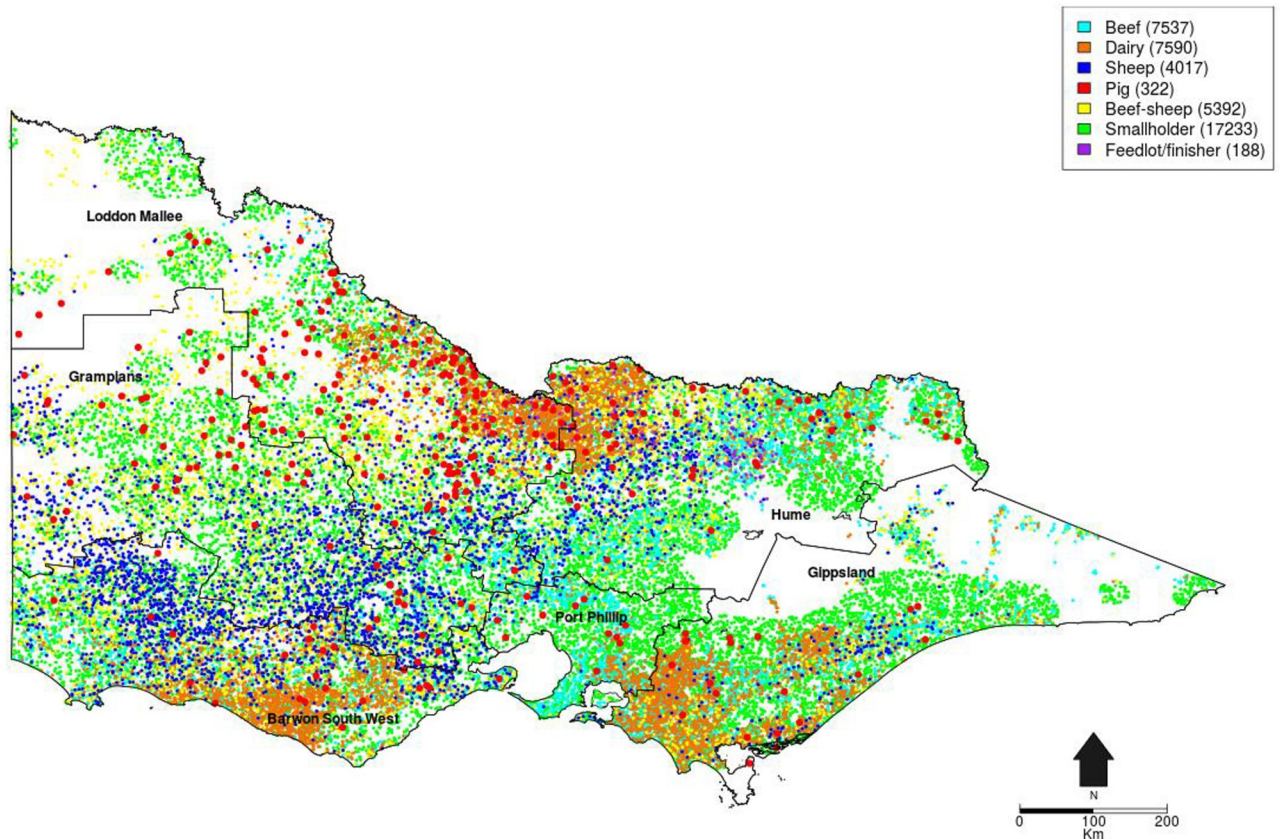 Beef (7537)
Dairy (7590)
Sheep (4017)
Pig (322)
Beef-sheep (5392)
Smallholder (17233)
Feedlot/finisher (188)
Loddon Mallee
Grampians
Hume
Gippsland
Port Phillip
Barwon South West
N
0 100 200
Km